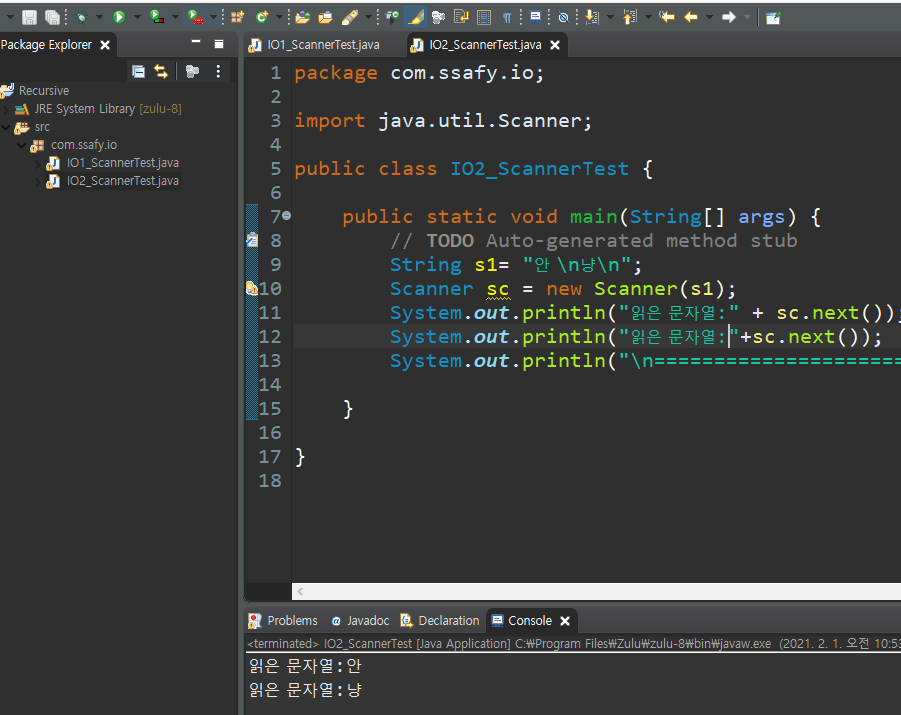 Package Explorer
Recursive
JRE System Library [zulu-8]
src
com.ssafy.io
IO1_ScannerTest.java
IO2_ScannerTest.java
IO1_ScannerTest.java IO2_ScannerTest.java
1 package com.ssafy.io;
2
3 import java.util.Scanner;
4
5 public class IO2_ScannerTest {
6
7 public static void main(String[] args) {
8 // TODO Auto-generated method stub
9 String s1= "안 \n냥\n";
10 Scanner sc = new Scanner(s1);
11 System.out.println("읽은 문자열:" + sc.next());
12 System.out.println("읽은 문자열:"+sc.next());
13 System.out.println("\n=====================
14
15 }
16
17 }
18
Problems Javadoc Declaration Console
<terminated> IO2_ScannerTest [Java Application] C:₩Program Files₩Zulu₩zulu-8₩bin₩javaw.exe (2021. 2. 1. 오전 10:53
읽은 문자열:안
읽은 문자열:냥